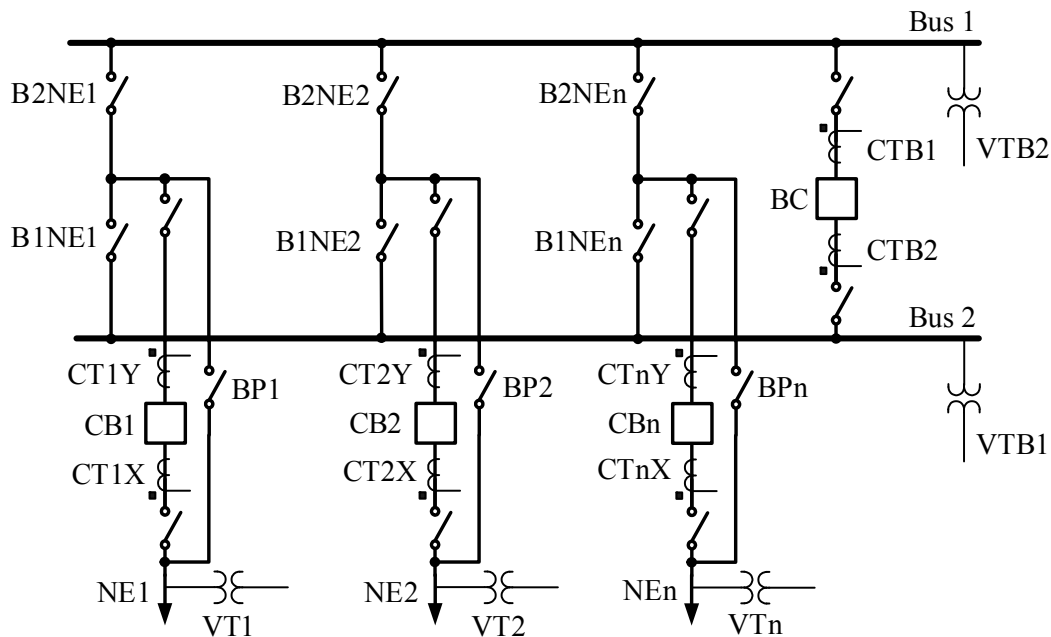 Bus 1
B2NE1
B2NE2
B2NEn
CTB1
VTB2
BC
B1NE1
B1NE2
B1NEn
CTB2
Bus 2
CT1Y
BP1
CT2Y
BP2
CTnY
BPn
CB1
CB2
CBn
VTB1
CT1X
CT2X
CTnX
NE1
NE2
NEn
VT1
VT2
VTn